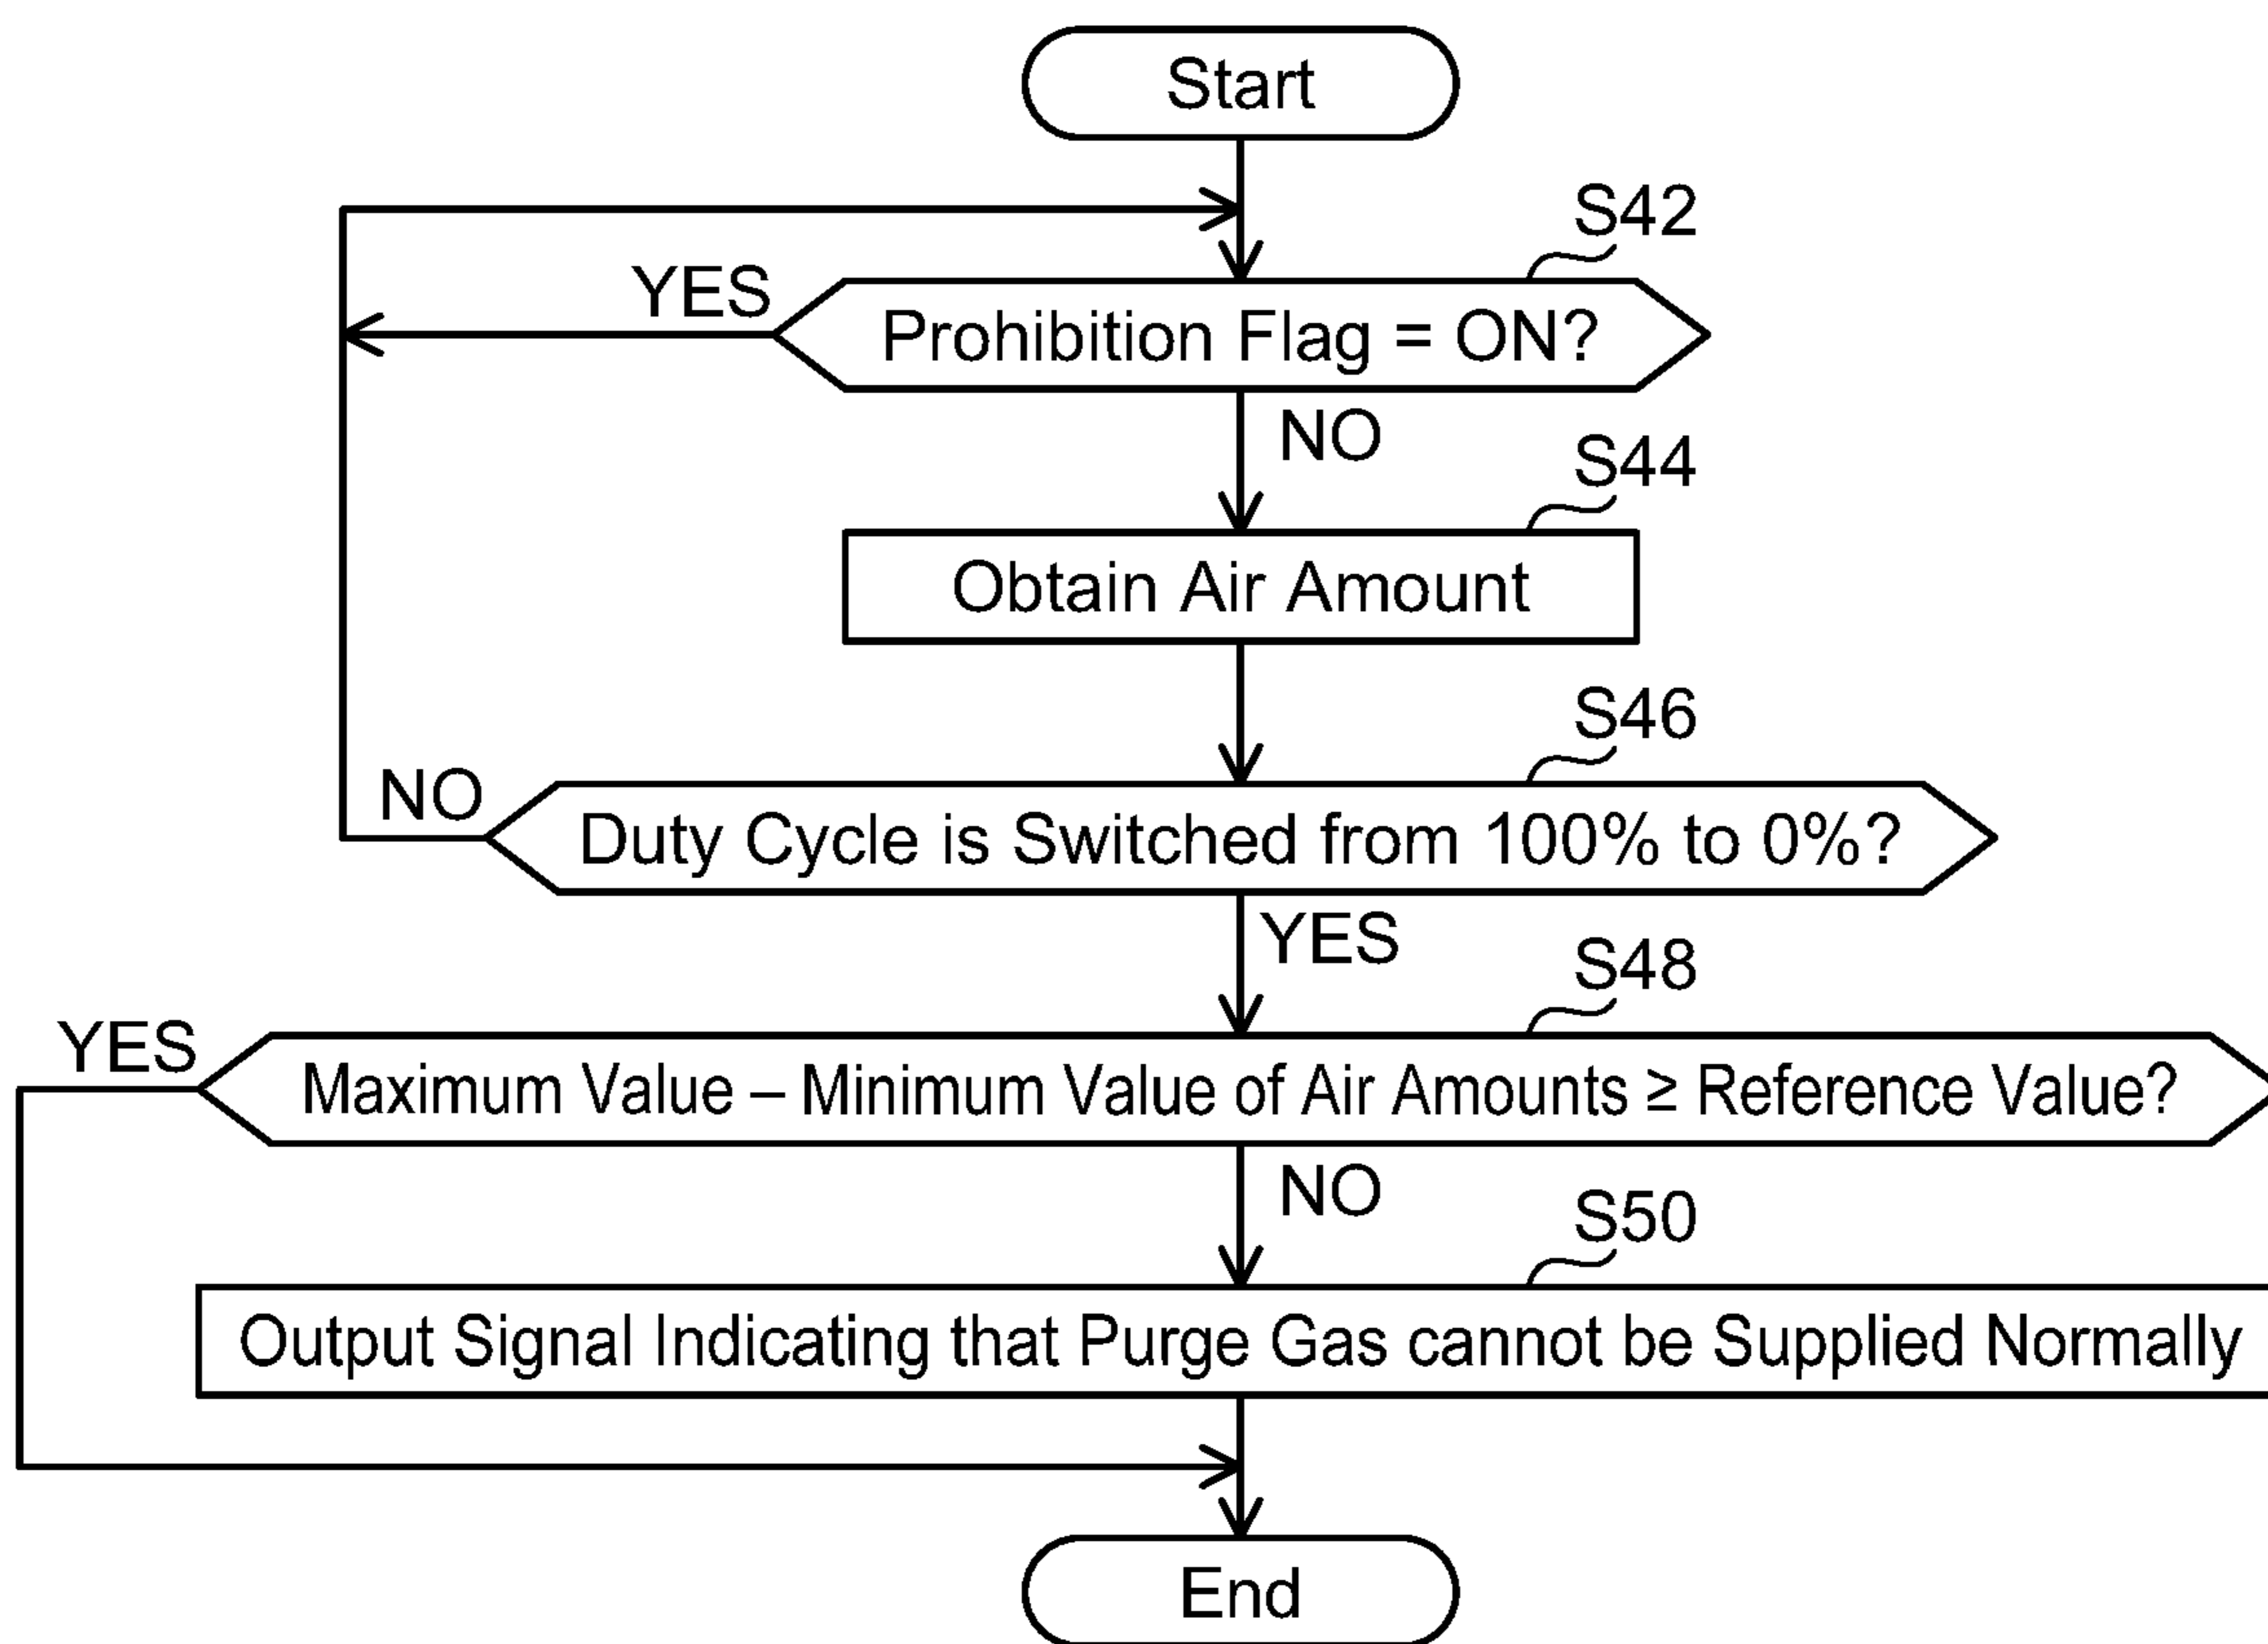 Start
S42
YES
Prohibition Flag = ON?
NO
S44
Obtain Air Amount
S46
NO
Duty Cycle is Switched from 100% to 0%?
YES
S48
YES
Maximum Value – Minimum Value of Air Amounts ≥ Reference Value?
NO
S50
Output Signal Indicating that Purge Gas cannot be Supplied Normally
End